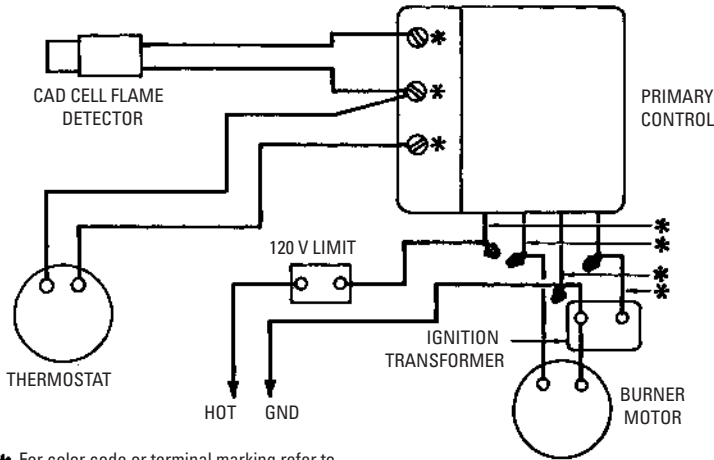 CAD CELL FLAME
DETECTOR
PRIMARY
CONTROL
120 V LIMIT
THERMOSTAT
HOT GND
IGNITION
TRANSFORMER
BURNER
MOTOR
* For color code or terminal marking refer to